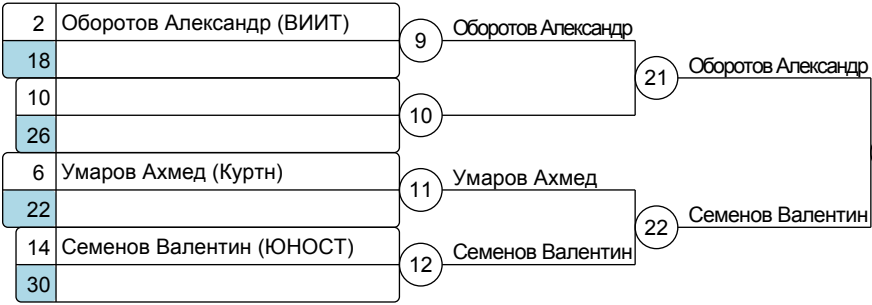 2 Оборотов Александр (ВИИТ)
18
9 Оборотов Александр
10
26
10
21 Оборотов Александр
6 Умаров Ахмед (Куртн)
22
11 Умаров Ахмед
14 Семенов Валентин (ЮНОСТ)
30
12 Семенов Валентин
22 Семенов Валентин